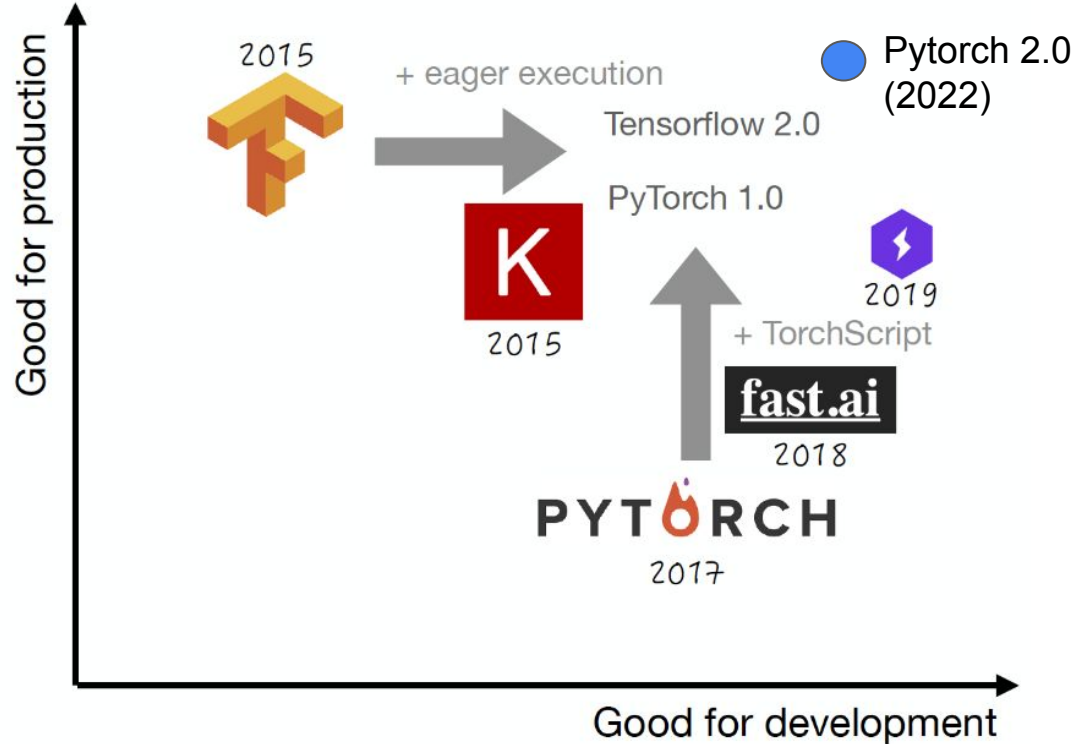 Good for production
2015
+ eager execution
Pytorch 2.0
(2022)
Tensorflow 2.0
PyTorch 1.0
K
2015
2019
+ TorchScript
fast.ai
2018
PYTORCH
2017
Good for development